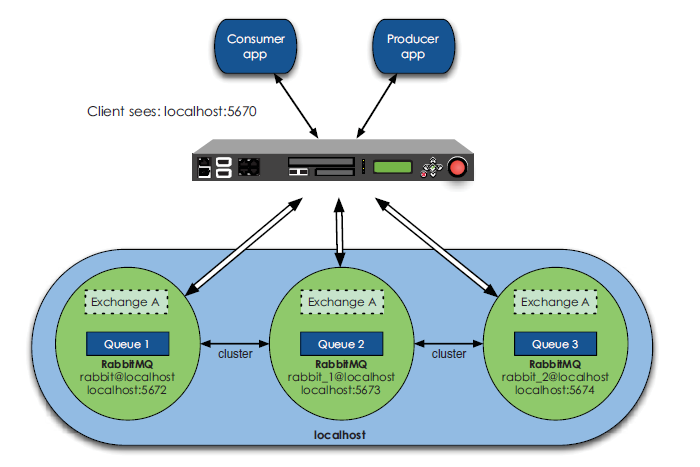 Consumer
app
Producer
app
Client sees: localhost:5670
Exchange A
Exchange A
Exchange A
Queue 1
Queue 2
Queue 3
cluster
cluster
RabbitMQ
rabbit@localhost
localhost:5672
RabbitMQ
rabbit_1@localhost
localhost:5673
RabbitMQ
rabbit_2@localhost
localhost:5674
localhost